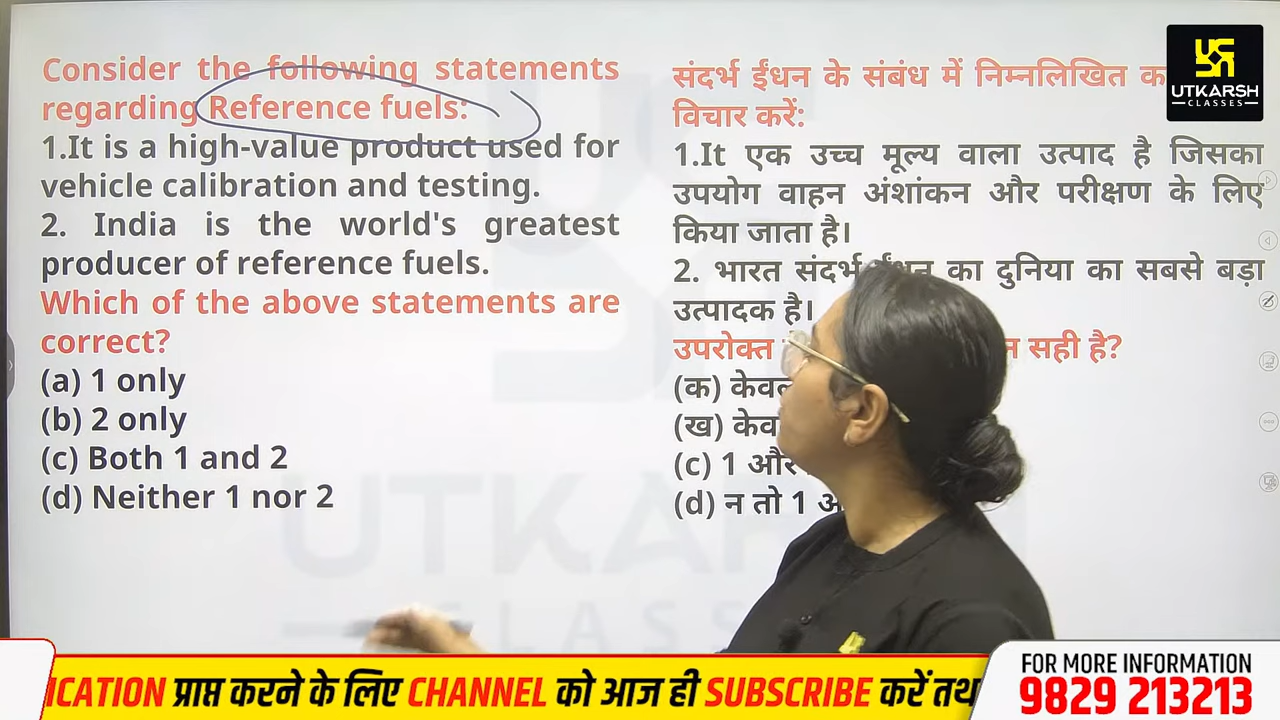 Consider the following statements
regarding Reference fuels:
1.It is a high-value product used for
vehicle calibration and testing.
2. India is the world's greatest
producer of reference fuels.
Which of the above statements are
correct?
(a) 1 only
(b) 2 only
(c) Both 1 and 2
(d) Neither 1 nor 2
संदर्भ ईंधन के संबंध में निम्नलिखित
विचार करें:
1.It एक उच्च मूल्य वाला उत्पाद है जिसका
उपयोग वाहन अंशांकन और परीक्षण के लिए
किया जाता है।
2. भारत संदर्भ ईंधन का दुनिया का सबसे बड़ा
उत्पादक है।
उपरोक्त सही है?
(क) केवल
(ख)
(c) 1 और
(d) न तो 1
UTKARSH
CLASSES
UTKARSH
CLASSES
प्राप्त करने के लिए CHANNEL को आज ही SUBSCRIBE करें
FOR MORE INFORMATION
9829 213213